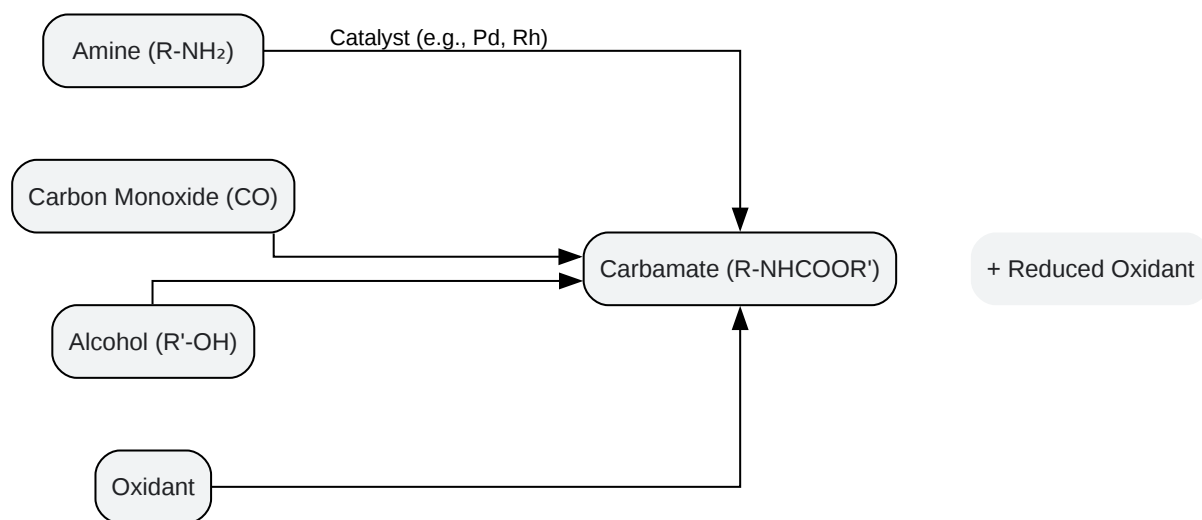 Amine (R-NH₂)
Catalyst (e.g., Pd, Rh)
Carbon Monoxide (CO)
Carbamate (R-NHCOOR')
+ Reduced Oxidant
Alcohol (R'-OH)
Oxidant